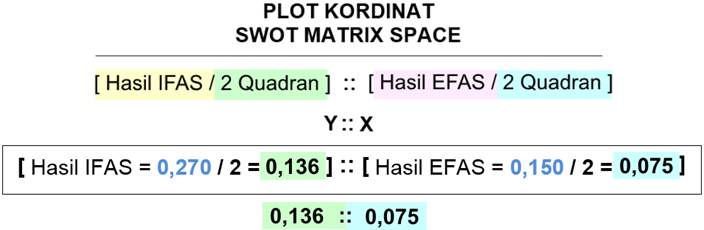 PLOT KORDINAT
SWOT MATRIX SPACE
[ Hasil IFAS / 2 Quadran ] :: [ Hasil EFAS / 2 Quadran ]
Y :: X
[ Hasil IFAS = 0,270 / 2 = 0,136 ] :: [ Hasil EFAS = 0,150 / 2 = 0,075 ]
0,136 :: 0,075